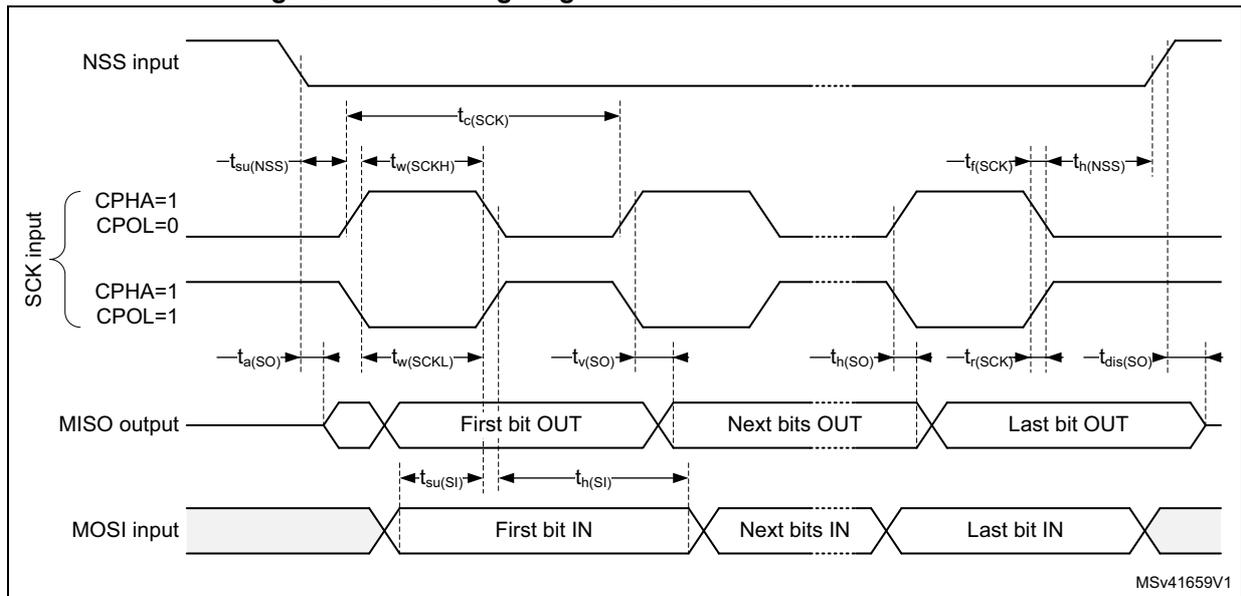 NSS input
tc(SCK)
tsu(NSS) tw(SCKH) tf(SCK) th(NSS)
SCK input
CPHA=1
CPOL=0
CPHA=1
CPOL=1
ta(SO) tw(SCKL) tv(SO) th(SO) tr(SCK) tdis(SO)
MISO output First bit OUT Next bits OUT Last bit OUT
tsu(SI) th(SI)
MOSI input First bit IN Next bits IN Last bit IN
MSv41659V1